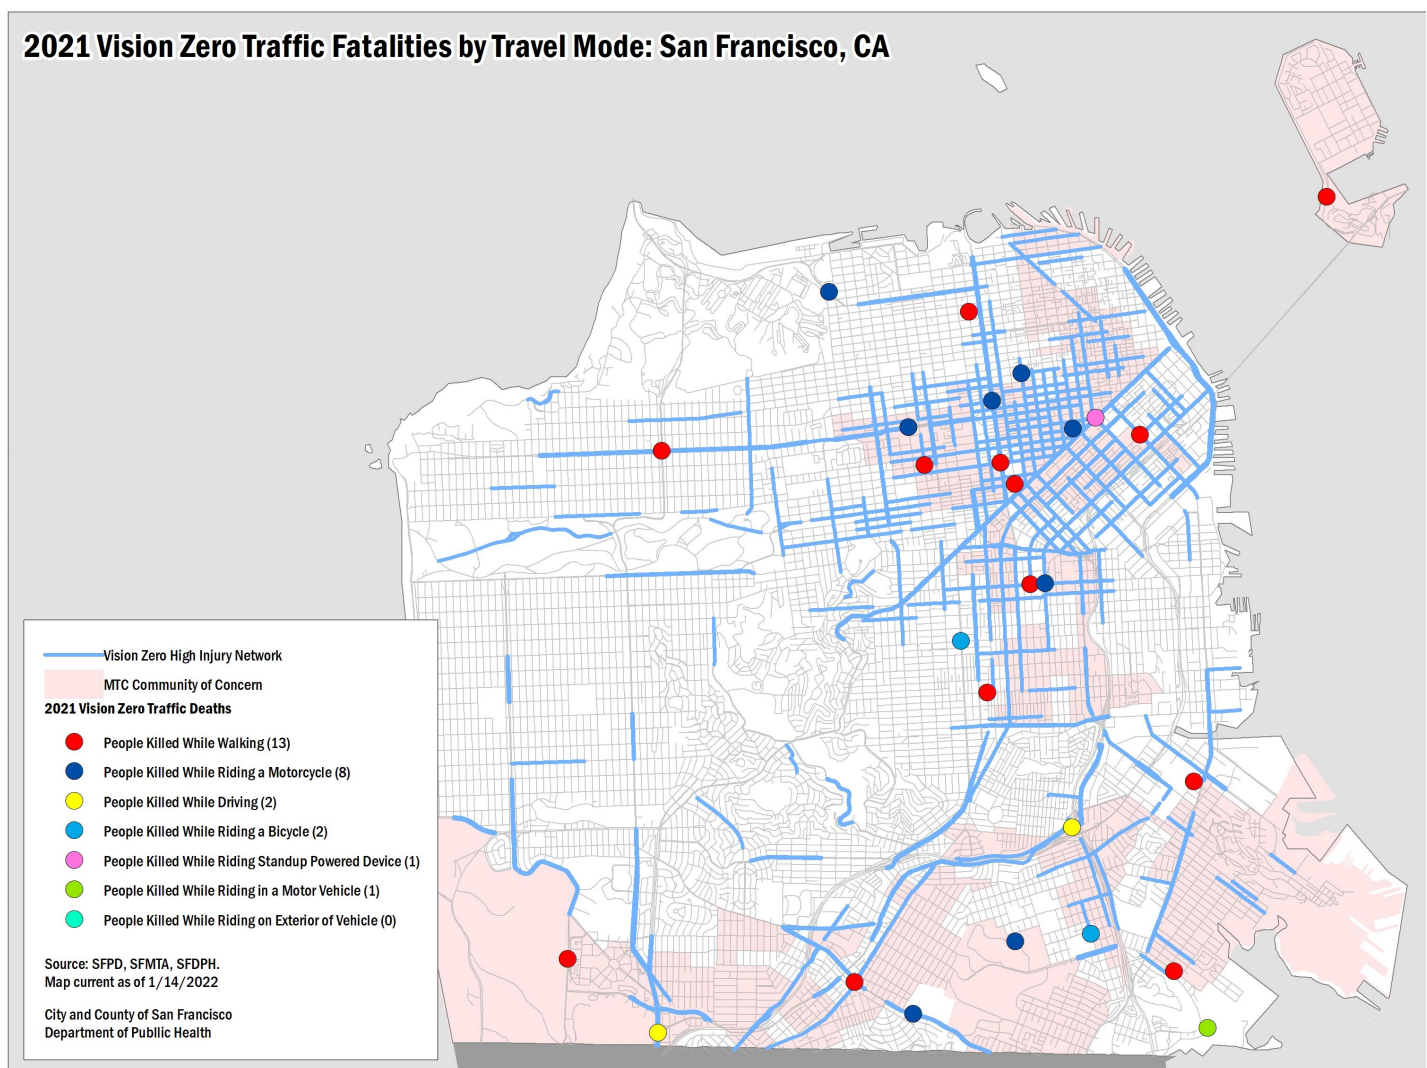 2021 Vision Zero Traffic Fatalities by Travel Mode: San Francisco, CA
Vision Zero High Injury Network
MTC Community of Concern
2021 Vision Zero Traffic Deaths
People Killed While Walking (13)
People Killed While Riding a Motorcycle (8)
People Killed While Driving (2)
People Killed While Riding a Bicycle (2)
People Killed While Riding Standup Powered Device (1)
People Killed While Riding in a Motor Vehicle (1)
People Killed While Riding on Exterior of Vehicle (0)
Source: SFPD, SFMTA, SFDPH.
Map current as of 1/14/2022
City and County of San Francisco
Department of Publlic Health